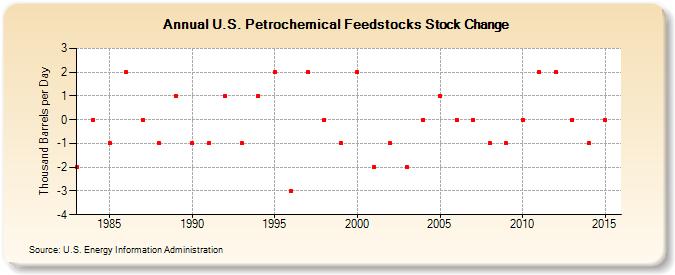 Annual U.S. Petrochemical Feedstocks Stock Change
Thousand Barrels per Day
3
2
1
0
-1
-2
-3
-4
1985 1990 1995 2000 2005 2010 2015
Source: U.S. Energy Information Administration